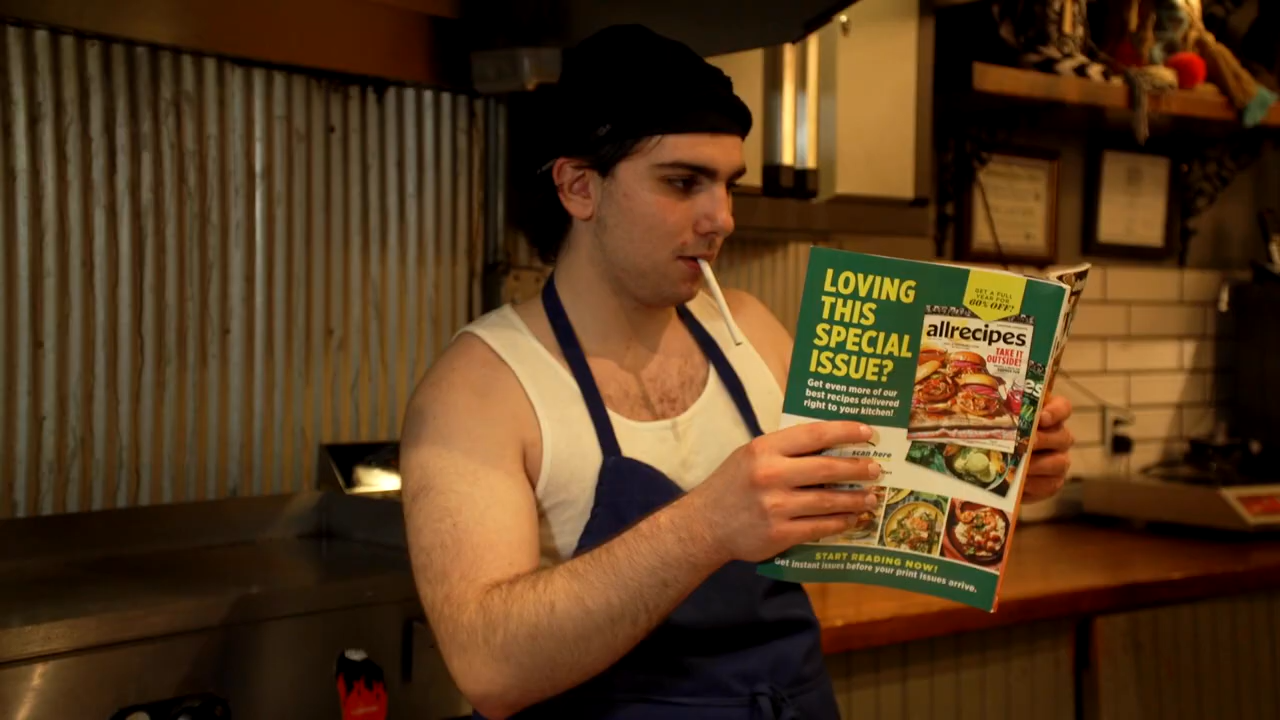 LOVING
THIS
SPECIAL
ISSUE?
Get even more of our
best recipes delivered
right to your kitchen!
scan here
GET A FULL
YEAR FOR
60% OFF!
allrecipes
TAKE IT
OUTSIDE!
START READING NOW!
Get instant issues before your print issues arrive.